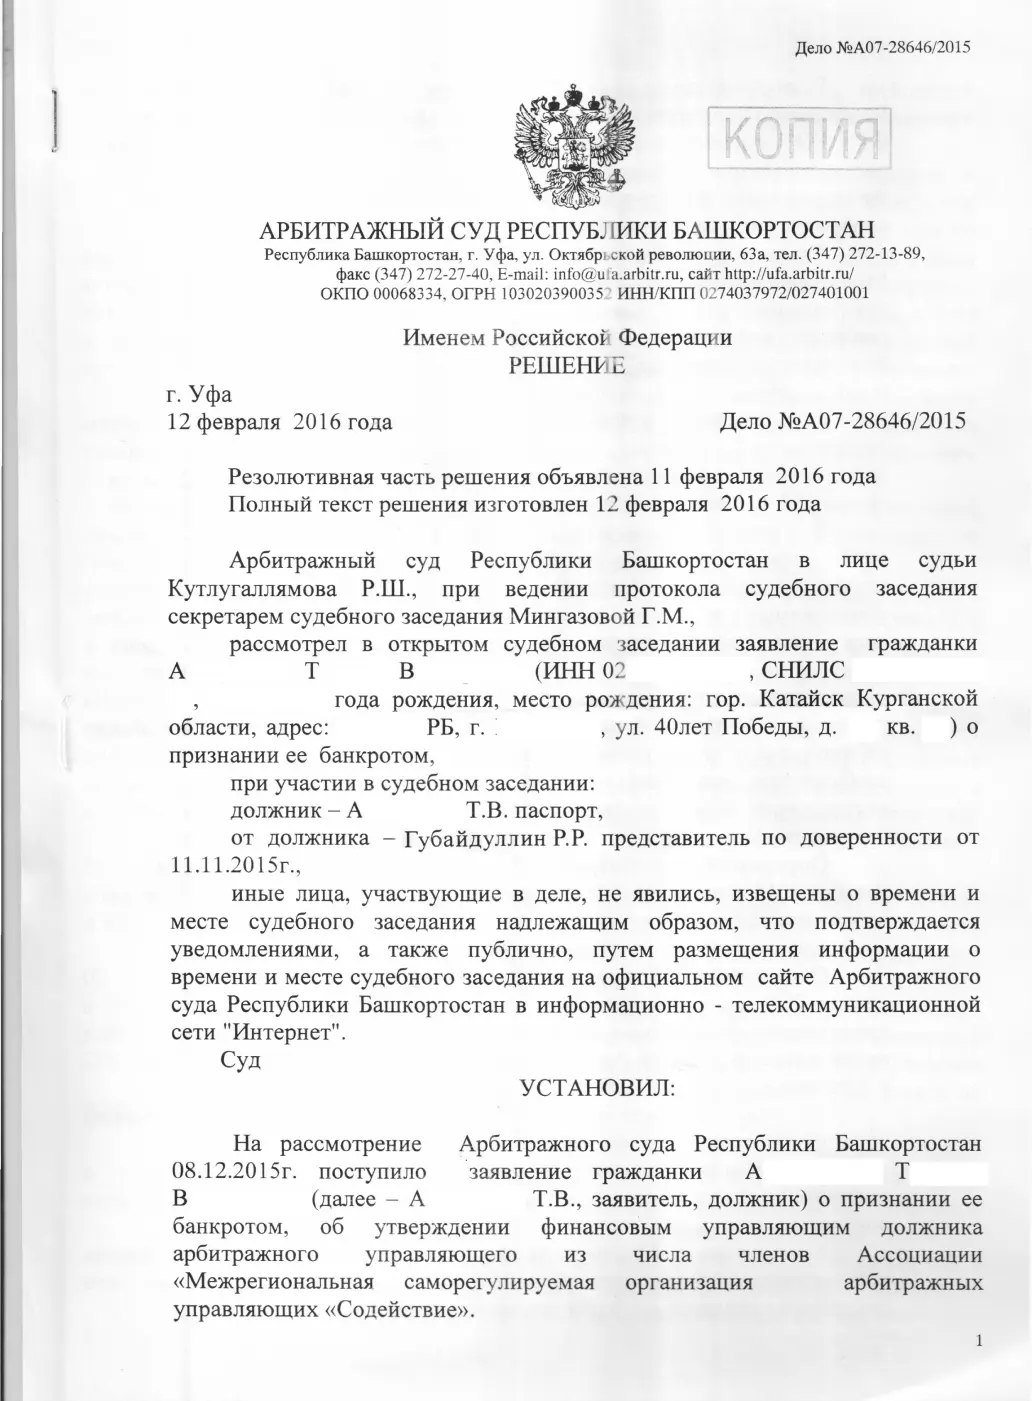 Дело №А07-28646/2015
КОПИЯ
АРБИТРАЖНЫЙ СУД РЕСПУБЛИКИ БАШКОРТОСТАН
Республика Башкортостан, г. Уфа, ул. Октябрьской революции, 63а, тел. (347) 272-13-89,
факс (347) 272-27-40, E-mail: info@ufa.arbitr.ru, сайт http://ufa.arbitr.ru/
ОКПО 00068334, ОГРН 1030203900352 ИНН/КПП 0274037972/027401001
Именем Российской Федерации
РЕШЕНИЕ
г. Уфа
12 февраля 2016 года Дело №А07-28646/2015
Резолютивная часть решения объявлена 11 февраля 2016 года
Полный текст решения изготовлен 12 февраля 2016 года
Арбитражный суд Республики Башкортостан в лице судьи
Кутлугаллямова Р.Ш., при ведении протокола судебного заседания
секретарем судебного заседания Мингазовой Г.М.,
рассмотрел в открытом судебном заседании заявление гражданки
А Т В (ИНН 02 , СНИЛС
, года рождения, место рождения: гор. Катайск Курганской
области, адрес: РБ, г. , ул. 40лет Победы, д. кв. ) о
признании ее банкротом,
при участии в судебном заседании:
должник – А Т.В. паспорт,
от должника – Губайдуллин Р.Р. представитель по доверенности от
11.11.2015г.,
иные лица, участвующие в деле, не явились, извещены о времени и
месте судебного заседания надлежащим образом, что подтверждается
уведомлениями, а также публично, путем размещения информации о
времени и месте судебного заседания на официальном сайте Арбитражного
суда Республики Башкортостан в информационно - телекоммуникационной
сети "Интернет".
Суд
УСТАНОВИЛ:
На рассмотрение Арбитражного суда Республики Башкортостан
08.12.2015г. поступило заявление гражданки А Т
В (далее – А Т.В., заявитель, должник) о признании ее
банкротом, об утверждении финансовым управляющим должника
арбитражного управляющего из числа членов Ассоциации
«Межрегиональная саморегулируемая организация арбитражных
управляющих «Содействие».
1